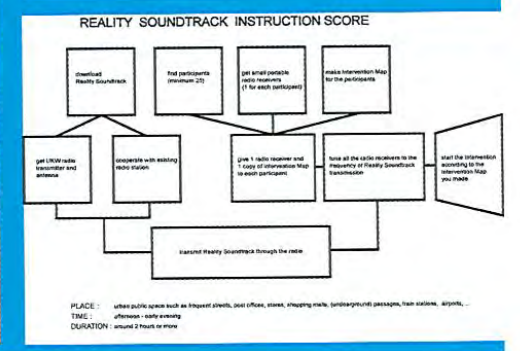 REALITY SOUNDTRACK INSTRUCTION SCORE
download
Reality Soundtrack
find participants
(minimum 25)
get small portable
radio receivers
(1 for each participant)
make Intervention Map
for the participants
get UKW radio
transmitter and
antenna
cooperate with existing
radio station
give 1 radio receiver and
1 copy of Intervention Map
to each participant
tune all the radio receivers to the
frequency of Reality Soundtrack
transmission
start the Intervention
according to the
Intervention Map
you made
transmit Reality Soundtrack through the radio
PLACE : urban public space such as frequent streets, post offices, stores, shopping malls, (underground) passages, train stations, airports, ...
TIME : afternoon - early evening
DURATION : around 2 hours or more